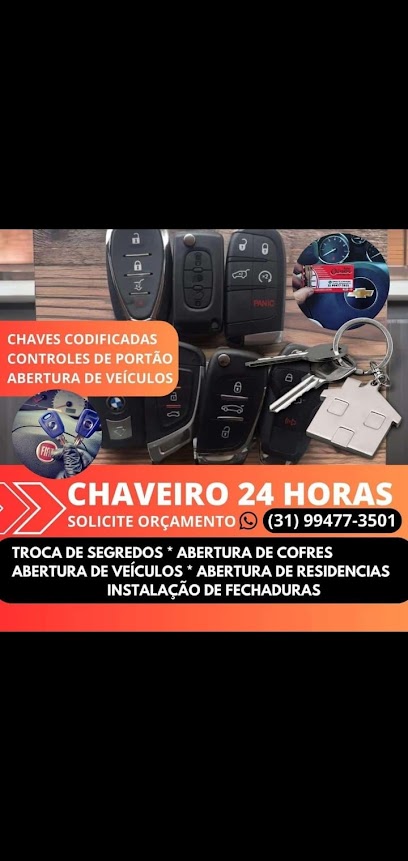 PANIC
CHAVES CODIFICADAS
CONTROLES DE PORTÃO
ABERTURA DE VEÍCULOS
FIAT
CHAVEIRO 24 HORAS
SOLICITE ORÇAMENTO (31) 99477-3501
TROCA DE SEGREDOS * ABERTURA DE COFRES
ABERTURA DE VEÍCULOS * ABERTURA DE RESIDENCIAS
INSTALAÇÃO DE FECHADURAS